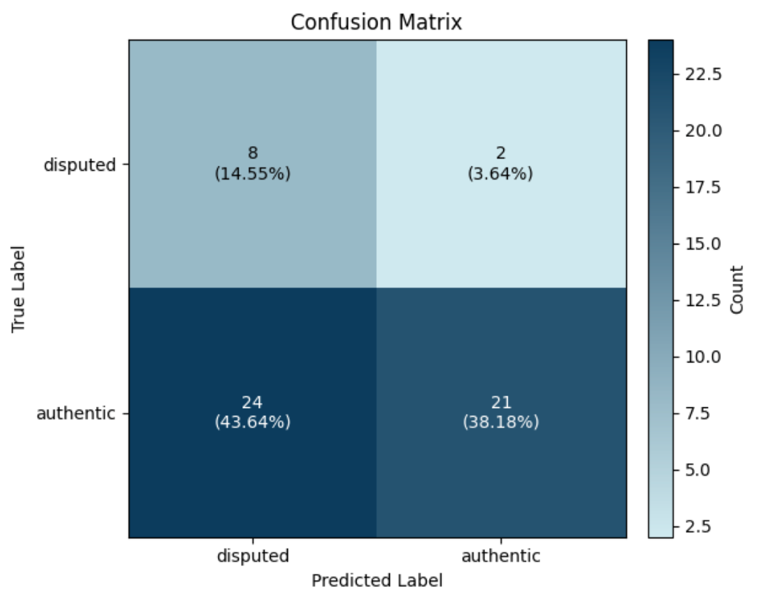 Confusion Matrix
disputed
8
(14.55%)
2
(3.64%)
authentic
24
(43.64%)
21
(38.18%)
disputed
authentic
Predicted Label
True Label
22.5
20.0
17.5
15.0
12.5
10.0
7.5
5.0
2.5
Count